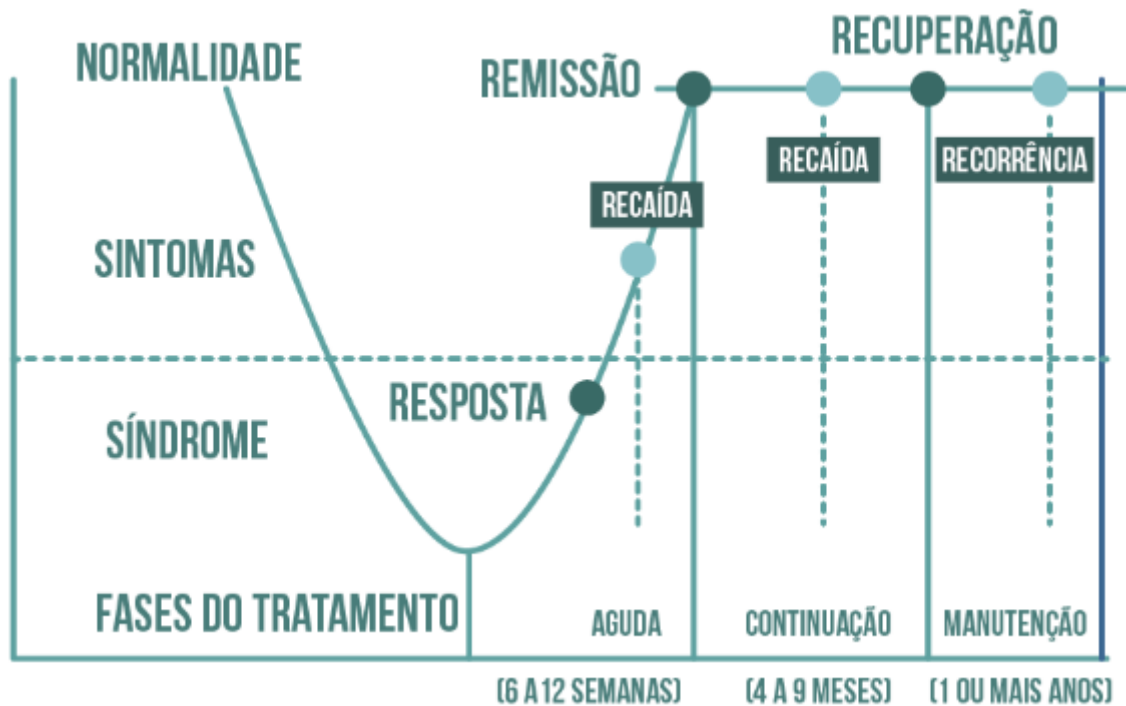 NORMALIDADE
RECUPERAÇÃO
REMISSÃO
RECAÍDA
RECORRÊNCIA
RECAÍDA
SINTOMAS
RESPOSTA
SÍNDROME
FASES DO TRATAMENTO
AGUDA
CONTINUAÇÃO
MANUTENÇÃO
(6 A 12 SEMANAS)
(4 A 9 MESES)
(1 OU MAIS ANOS)